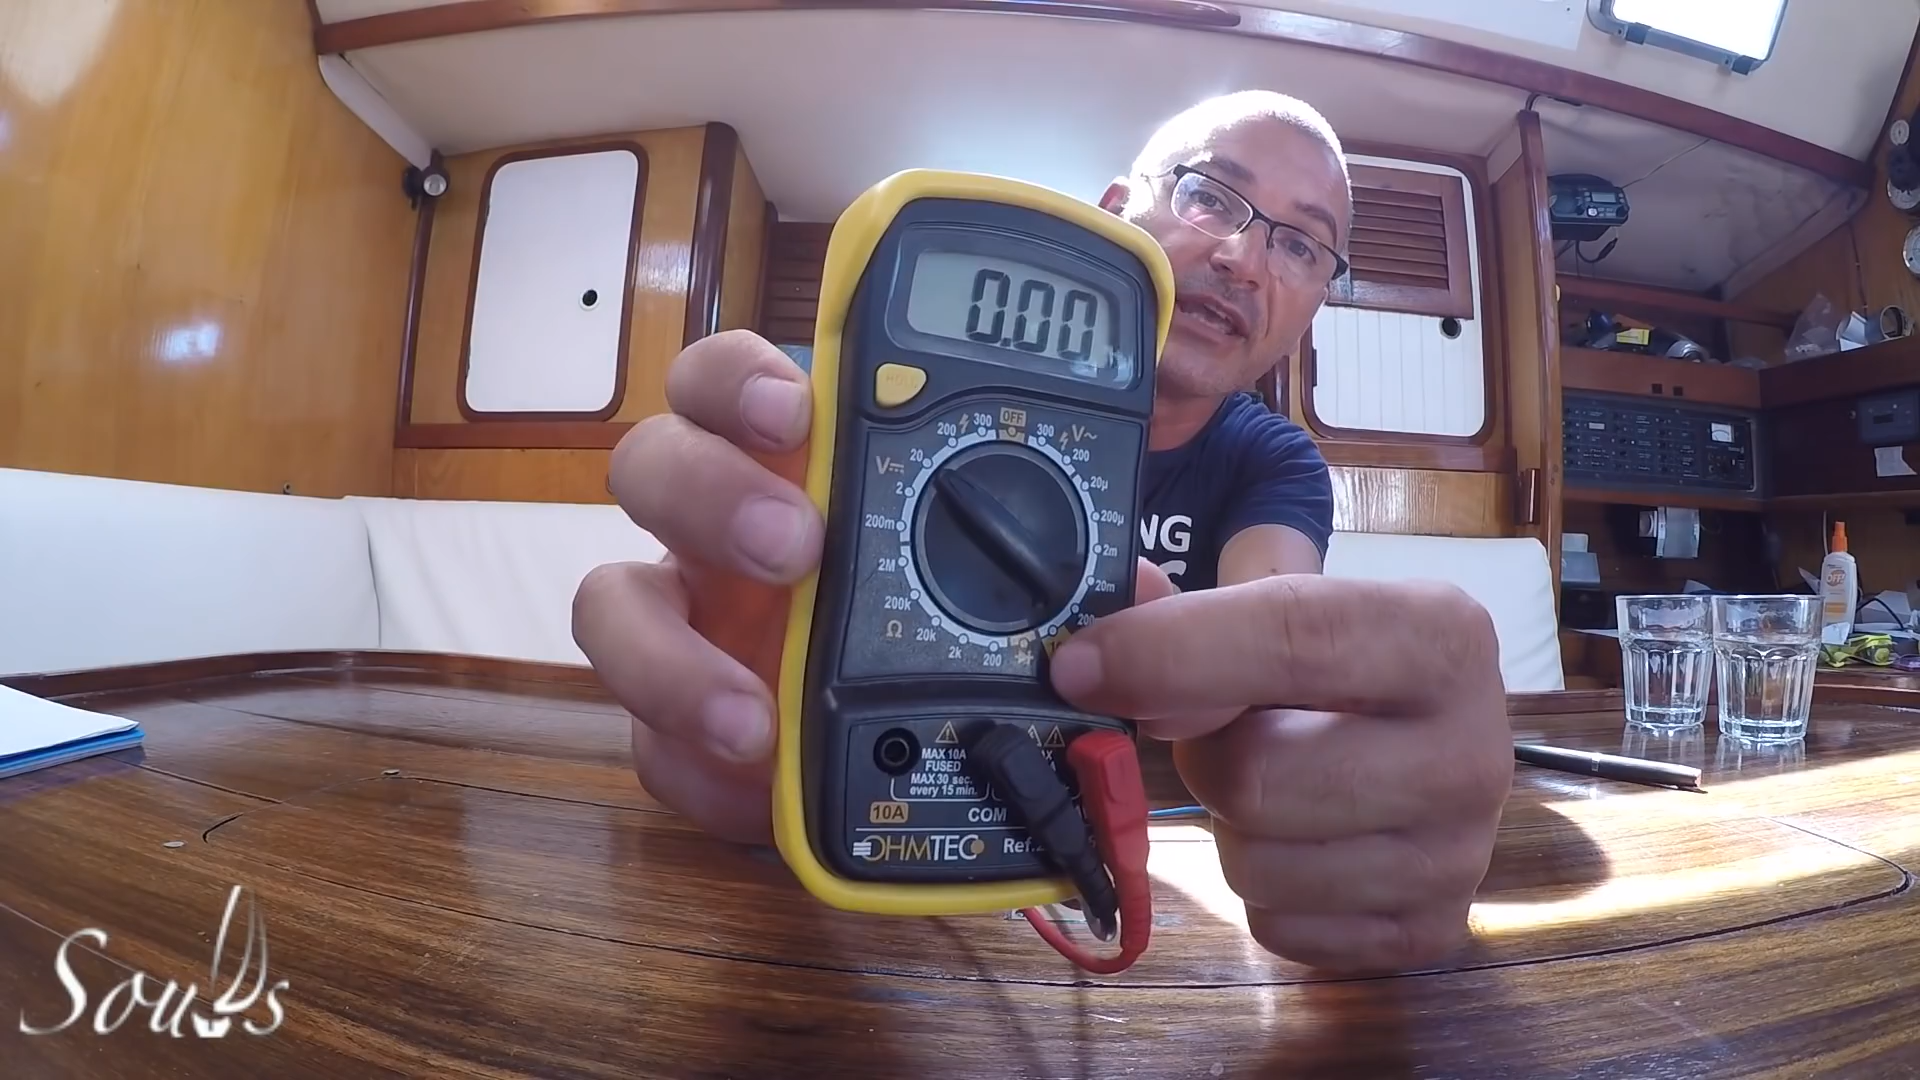 0.00
HOLD
OFF
300
200
V⎓
20
2
200m
2M
200k
Ω
20k
2k
200
300
V~
200
20µ
200µ
2m
20m
MAX 10A
FUSED
MAX 30 sec.
every 15 min.
10A
COM
OHMTEC
Ref.
NG
OFF!
Souls